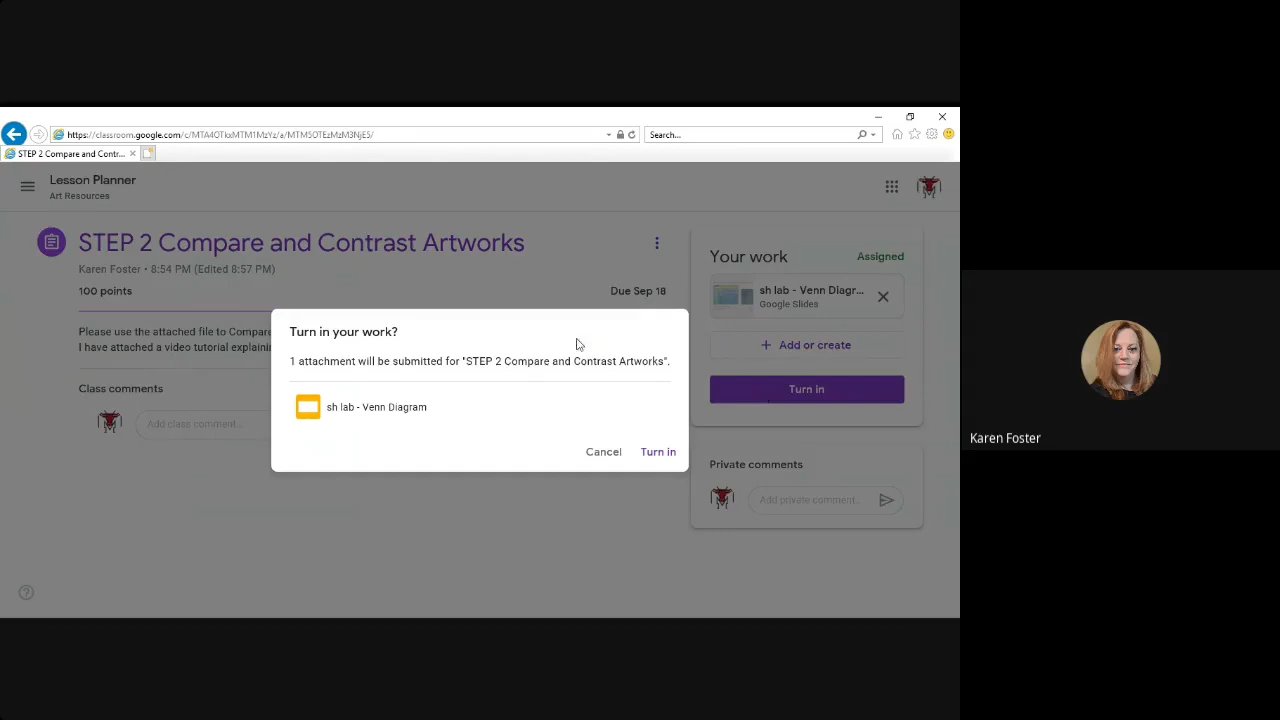 https://classroom.google.com/c/MTA4OTkxMTM1MzYz/a/MTM5OTEzMzM3NjE5/
Search...
STEP 2 Compare and Contr...
Lesson Planner
Art Resources
STEP 2 Compare and Contrast Artworks
Karen Foster • 8:54 PM (Edited 8:57 PM)
100 points
Due Sep 18
Please use the attached file to Compare
I have attached a video tutorial explainin
Class comments
Add class comment...
Your work
Assigned
sh lab - Venn Diagr...
Google Slides
+ Add or create
Turn in
Private comments
Add private comment...
Turn in your work?
1 attachment will be submitted for "STEP 2 Compare and Contrast Artworks".
sh lab - Venn Diagram
Cancel
Turn in
Karen Foster